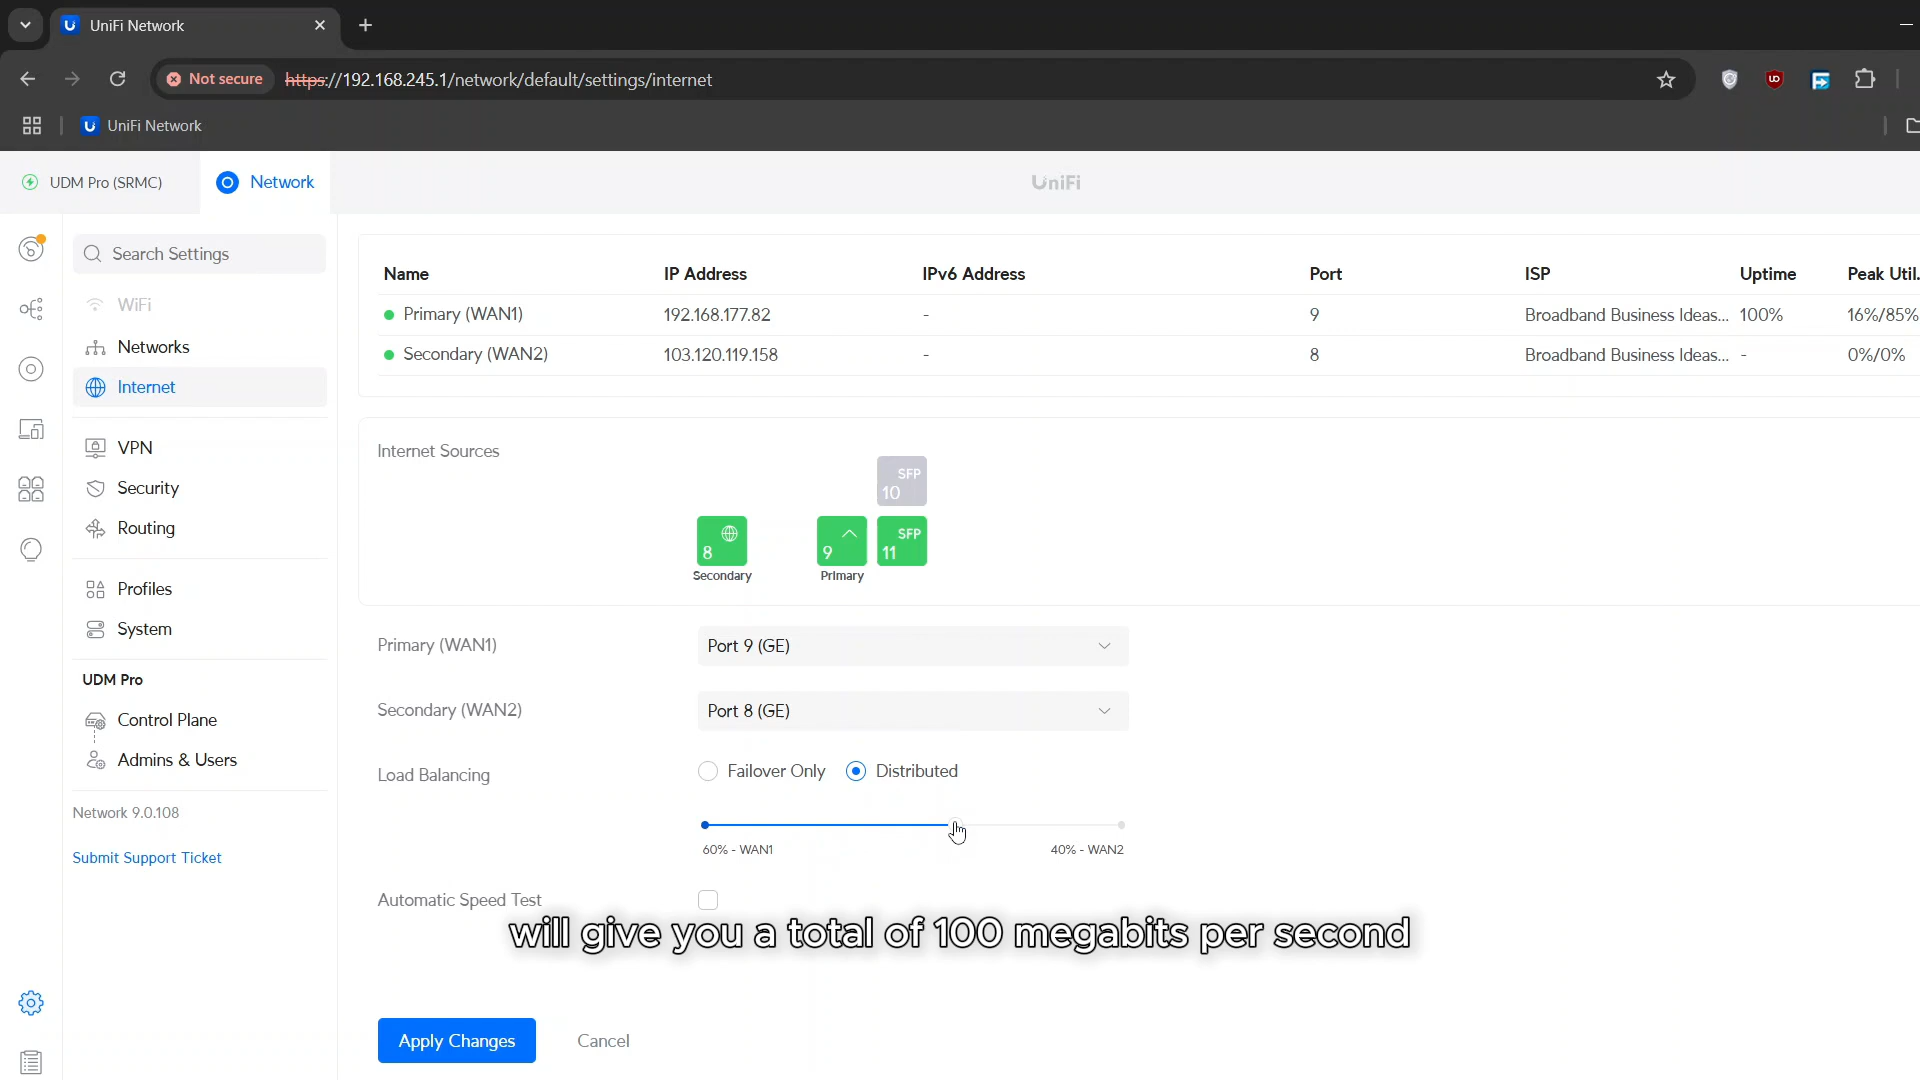 UniFi Network
Not secure https://192.168.245.1/network/default/settings/internet
UniFi Network
UDM Pro (SRMC)
Network
UniFi
Search Settings
WiFi
Networks
Internet
VPN
Security
Routing
Profiles
System
UDM Pro
Control Plane
Admins & Users
Network 9.0.108
Submit Support Ticket
Name IP Address IPv6 Address Port ISP Uptime Peak Util.
Primary (WAN1) 192.168.177.82 - 9 Broadband Business Ideas... 100% 16%/85%
Secondary (WAN2) 103.120.119.158 - 8 Broadband Business Ideas... - 0%/0%
Internet Sources
SFP
10
8
9
SFP
11
Secondary
Primary
Primary (WAN1) Port 9 (GE)
Secondary (WAN2) Port 8 (GE)
Load Balancing Failover Only Distributed
60% - WAN1 40% - WAN2
Automatic Speed Test
will give you a total of 100 megabits per second
Apply Changes Cancel